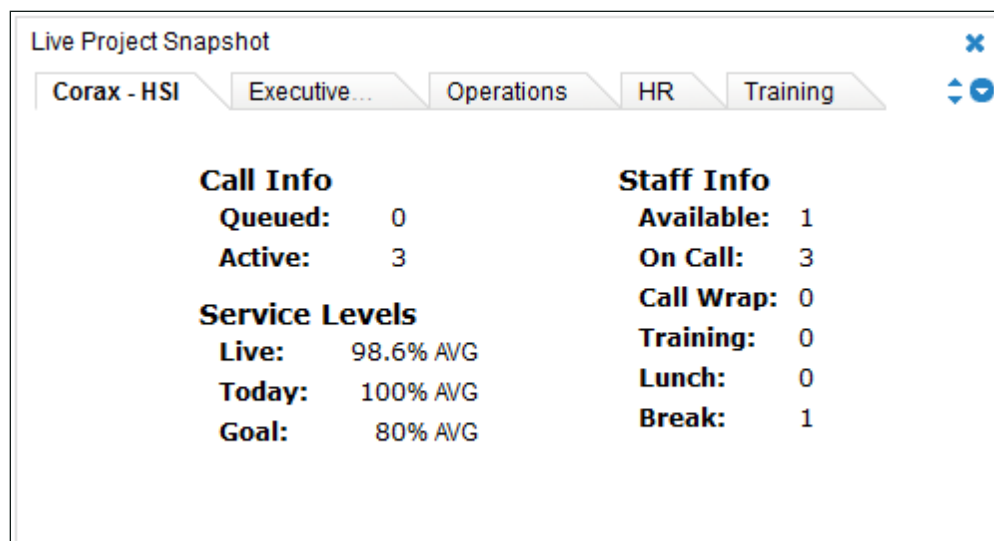 Live Project Snapshot
Corax - HSI
Executive...
Operations
HR
Training
Call Info
Queued: 0
Active: 3
Service Levels
Live: 98.6% AVG
Today: 100% AVG
Goal: 80% AVG
Staff Info
Available: 1
On Call: 3
Call Wrap: 0
Training: 0
Lunch: 0
Break: 1